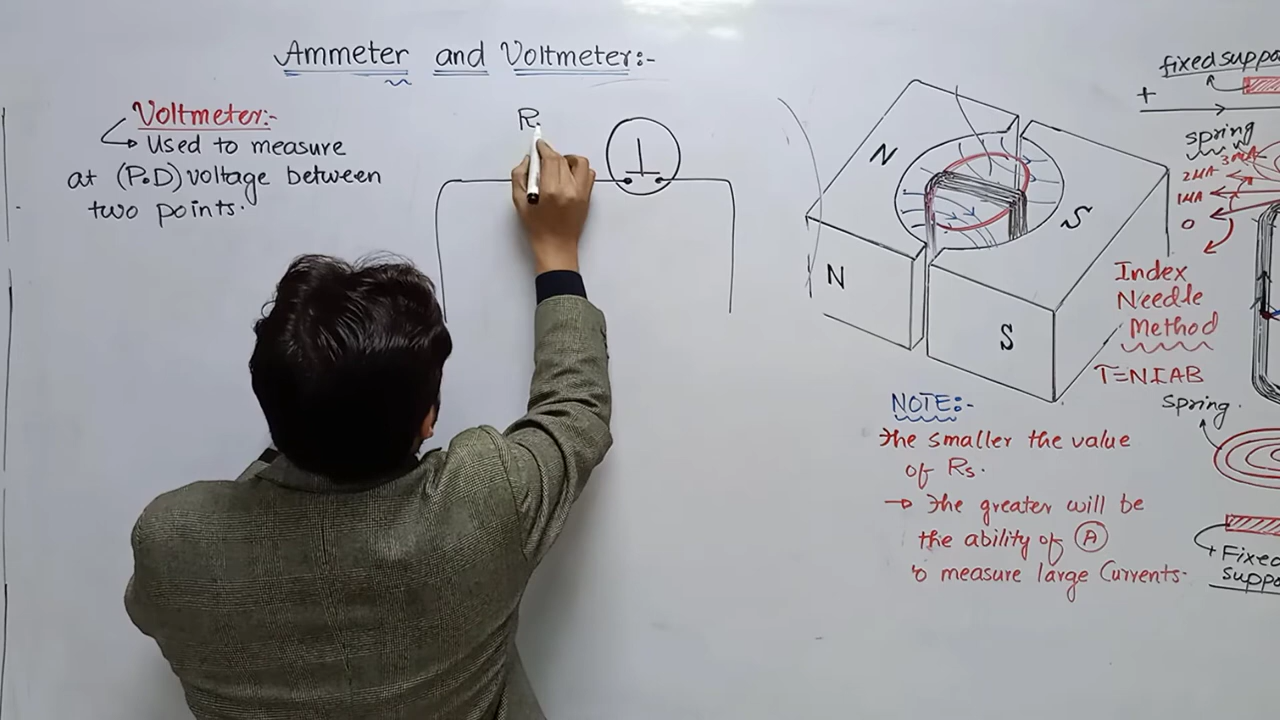 Ammeter and Voltmeter:-
Voltmeter:-
Used to measure
at (P.D) voltage between
two points.
R
N
S
N
S
fixed suppo
+
spring
3MA
2MA
1MA
0
Index
Needle
Method
T=NIAB
Spring.
NOTE:-
The smaller the value
of Rs.
→ The greater will be
the ability of A
to measure large Currents.
Fixed
suppo